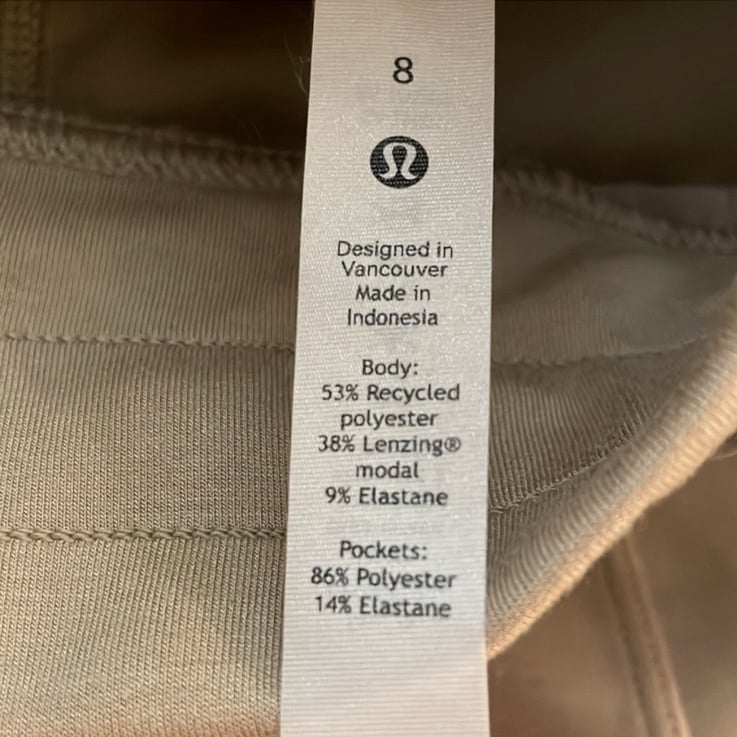 8
Designed in
Vancouver
Made in
Indonesia
Body:
53% Recycled
polyester
38% Lenzing®
modal
9% Elastane
Pockets:
86% Polyester
14% Elastane